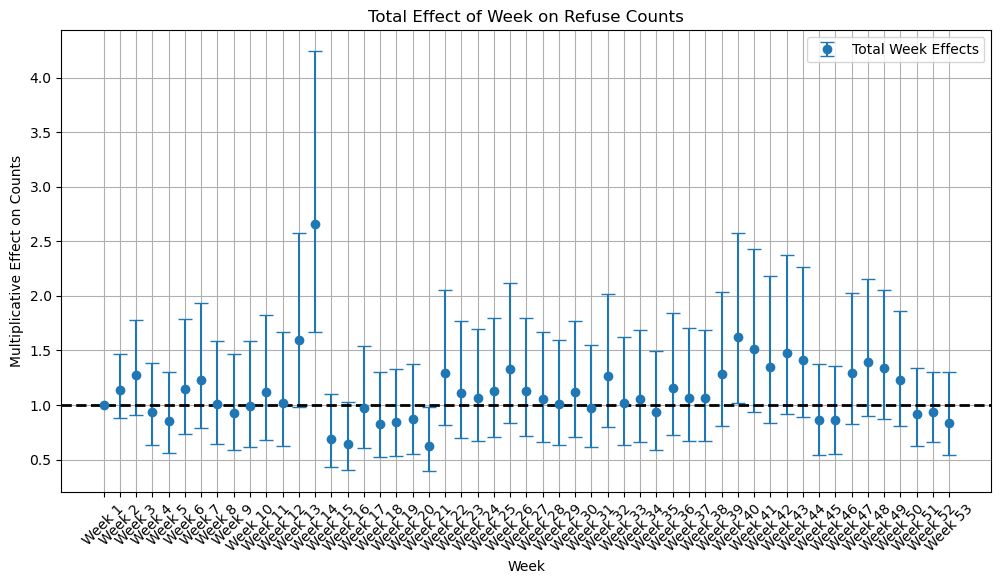 Total Effect of Week on Refuse Counts
Total Week Effects
Multiplicative Effect on Counts
4.0
3.5
3.0
2.5
2.0
1.5
1.0
0.5
Week 1
Week 2
Week 3
Week 4
Week 5
Week 6
Week 7
Week 8
Week 9
Week 10
Week 11
Week 12
Week 13
Week 14
Week 15
Week 16
Week 17
Week 18
Week 19
Week 20
Week 21
Week 22
Week 23
Week 24
Week 25
Week 26
Week 27
Week 28
Week 29
Week 30
Week 31
Week 32
Week 33
Week 34
Week 35
Week 36
Week 37
Week 38
Week 39
Week 40
Week 41
Week 42
Week 43
Week 44
Week 45
Week 46
Week 47
Week 48
Week 49
Week 50
Week 51
Week 52
Week 53
Week